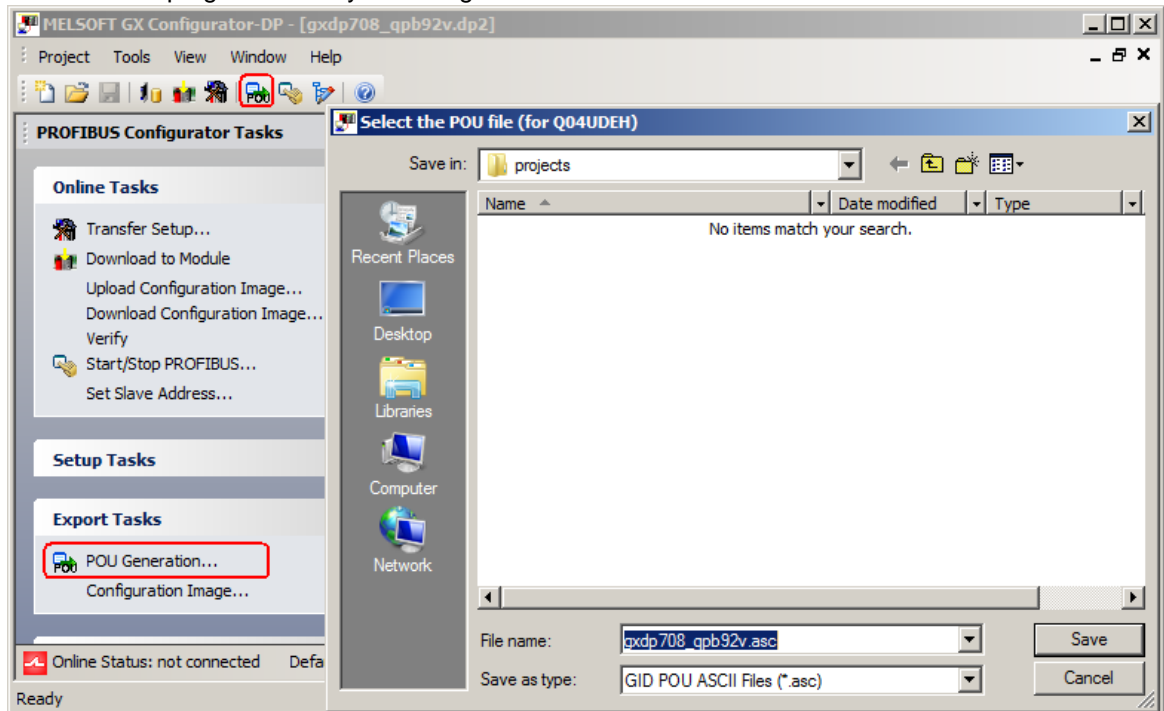 MELSOFT GX Configurator-DP - [gxdp708_qpb92v.dp2]
Project Tools View Window Help
POU
PROFIBUS Configurator Tasks
Online Tasks
Transfer Setup...
Download to Module
Upload Configuration Image...
Download Configuration Image...
Verify
Start/Stop PROFIBUS...
Set Slave Address...
Setup Tasks
Export Tasks
POU POU Generation...
Configuration Image...
Online Status: not connected Defa
Ready
Select the POU file (for Q04UDEH)
Save in: projects
Name Date modified Type
No items match your search.
Recent Places
Desktop
Libraries
Computer
Network
File name: gxdp708_qpb92v.asc Save
Save as type: GID POU ASCII Files (*.asc) Cancel